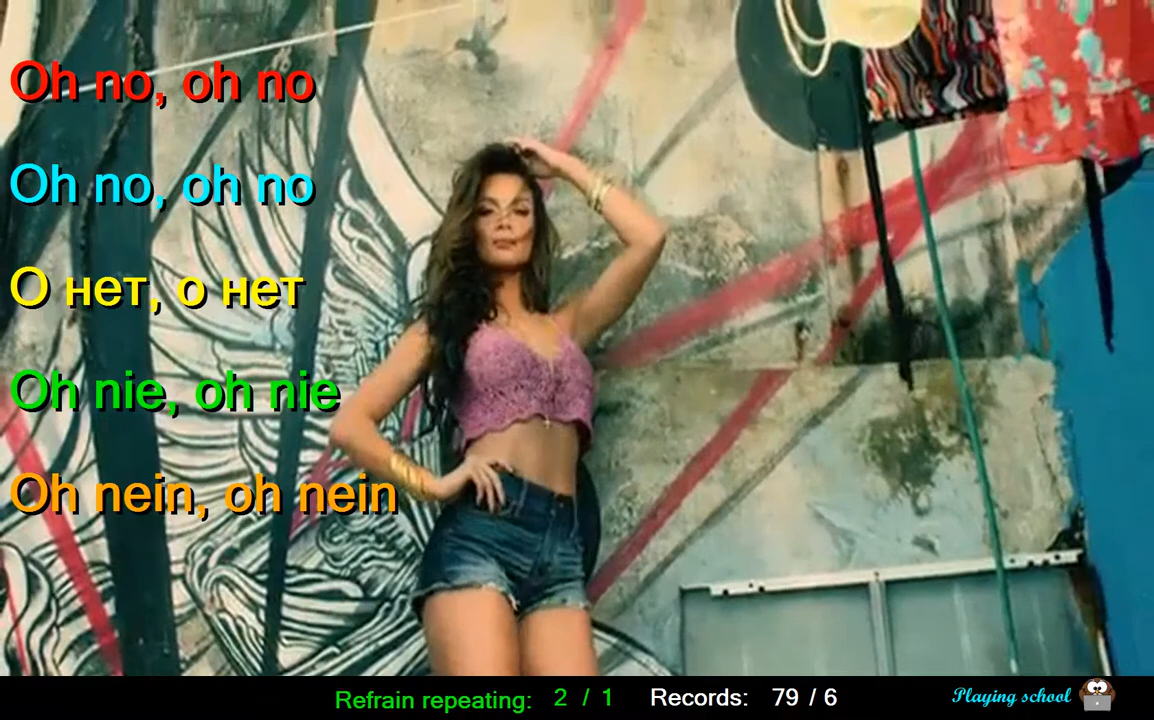 Oh no, oh no
Oh no, oh no
О нет, о нет
Oh nie, oh nie
Oh nein, oh nein
Refrain repeating: 2 / 1 Records: 79 / 6 Playing school